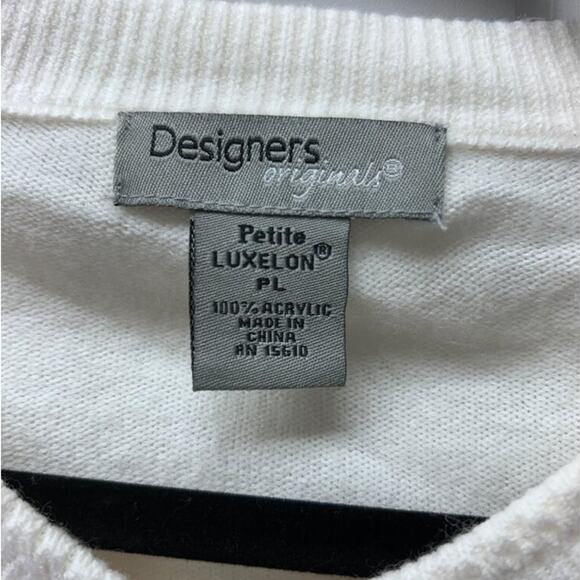 Designers
originals®
Petite
LUXELON®
PL
100% ACRYLIC
MADE IN
CHINA
RN 15610